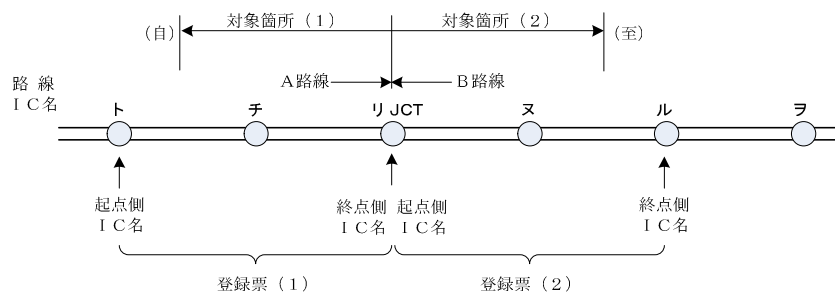 対象箇所（１）
対象箇所（２）
（自）
（至）
Ａ路線
Ｂ路線
路 線
ＩＣ名
ト
チ
リ JCT
ヌ
ル
ヲ
起点側
ＩＣ名
終点側
ＩＣ名
起点側
ＩＣ名
終点側
ＩＣ名
登録票（１）
登録票（２）